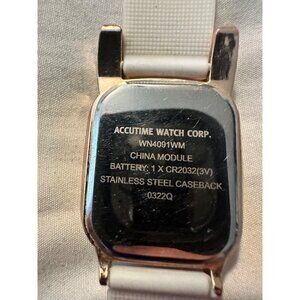 ACCUTIME WATCH CORP.
WN4091WM
CHINA MODULE
BATTERY: 1 X CR2032(3V)
STAINLESS STEEL CASEBACK
0322Q